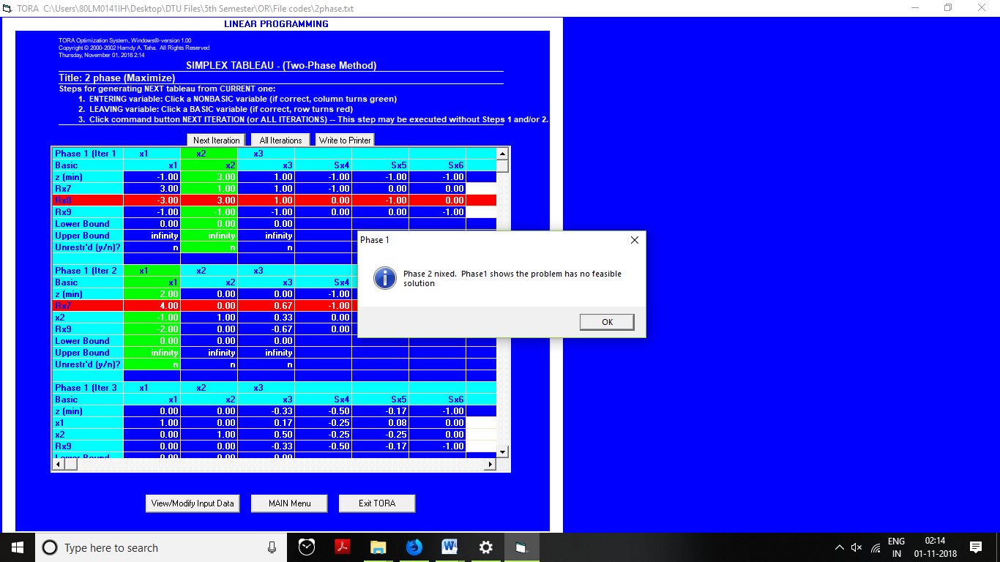 TORA C:\Users\80LM0141IH\Desktop\DTU Files\5th Semester\OR\File codes\2phase.txt
LINEAR PROGRAMMING
TORA Optimization System, Windows®-version 1.00
Copyright © 2000-2002 Hamdy A. Taha. All Rights Reserved
Thursday, November 01, 2018 2:14
SIMPLEX TABLEAU - (Two-Phase Method)
Title: 2 phase (Maximize)
Steps for generating NEXT tableau from CURRENT one:
1. ENTERING variable: Click a NONBASIC variable (if correct, column turns green)
2. LEAVING variable: Click a BASIC variable (if correct, row turns red)
3. Click command button NEXT ITERATION (or ALL ITERATIONS) -- This step may be executed without Steps 1 and/or 2.
Next Iteration All Iterations Write to Printer
Phase 1 (Iter 1 x1 x2 x3
Basic x1 x2 x3 Sx4 Sx5 Sx6
z (min) -1.00 3.00 1.00 -1.00 -1.00 -1.00
Rx7 3.00 1.00 1.00 -1.00 0.00 0.00
Rx8 -3.00 3.00 1.00 0.00 -1.00 0.00
Rx9 -1.00 -1.00 -1.00 0.00 0.00 -1.00
Lower Bound 0.00 0.00 0.00
Upper Bound infinity infinity infinity
Unrestr'd (y/n)? n n n
Phase 1 (Iter 2 x1 x2 x3
Basic x1 x2 x3 Sx4
z (min) 2.00 0.00 0.00 -1.00
Rx7 4.00 0.00 0.67 -1.00
x2 -1.00 1.00 0.33 0.00
Rx9 -2.00 0.00 -0.67 0.00
Lower Bound 0.00 0.00 0.00
Upper Bound infinity infinity infinity
Unrestr'd (y/n)? n n n
Phase 1 (Iter 3 x1 x2 x3
Basic x1 x2 x3 Sx4 Sx5 Sx6
z (min) 0.00 0.00 -0.33 -0.50 -0.17 -1.00
x1 1.00 0.00 0.17 -0.25 0.08 0.00
x2 0.00 1.00 0.50 -0.25 -0.25 0.00
Rx9 0.00 0.00 -0.33 -0.50 -0.17 -1.00
Lower Bound 0.00 0.00 0.00
Phase 1
Phase 2 nixed. Phase1 shows the problem has no feasible
solution
OK
View/Modify Input Data MAIN Menu Exit TORA
Type here to search
ENG
IN
02:14
01-11-2018